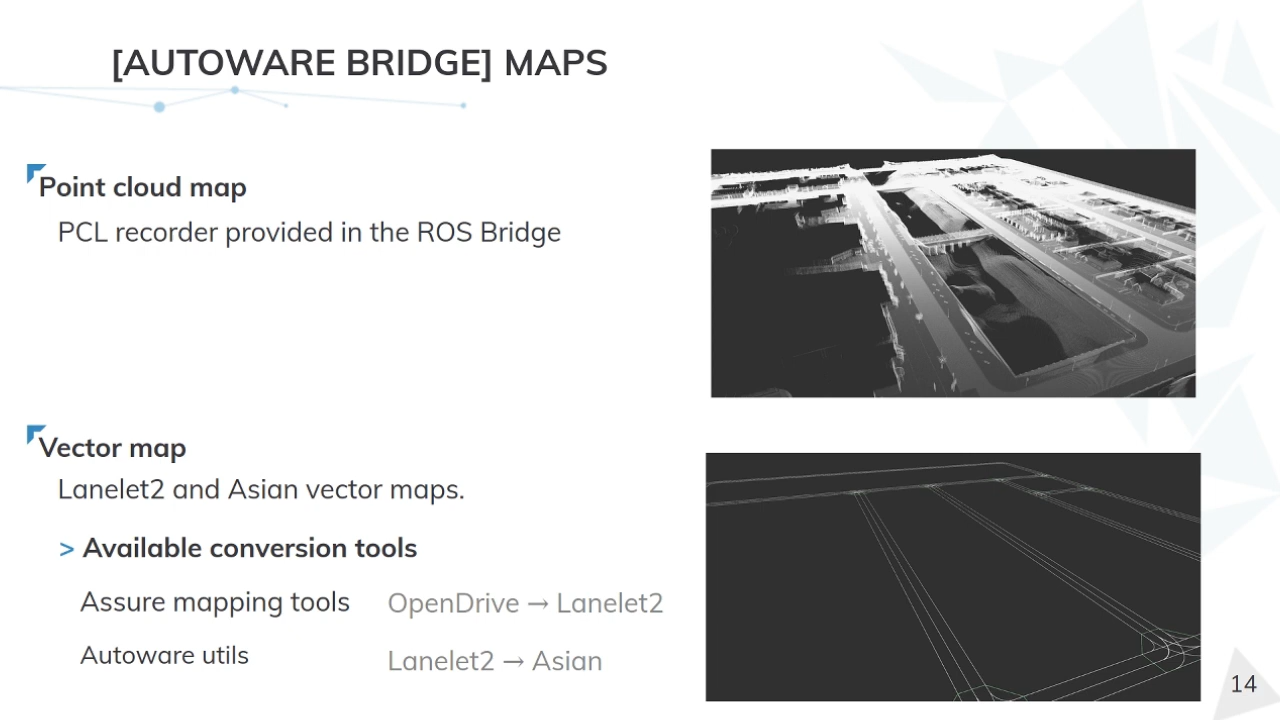 [AUTOWARE BRIDGE] MAPS
Point cloud map
PCL recorder provided in the ROS Bridge
Vector map
Lanelet2 and Asian vector maps.
> Available conversion tools
Assure mapping tools OpenDrive → Lanelet2
Autoware utils Lanelet2 → Asian
14